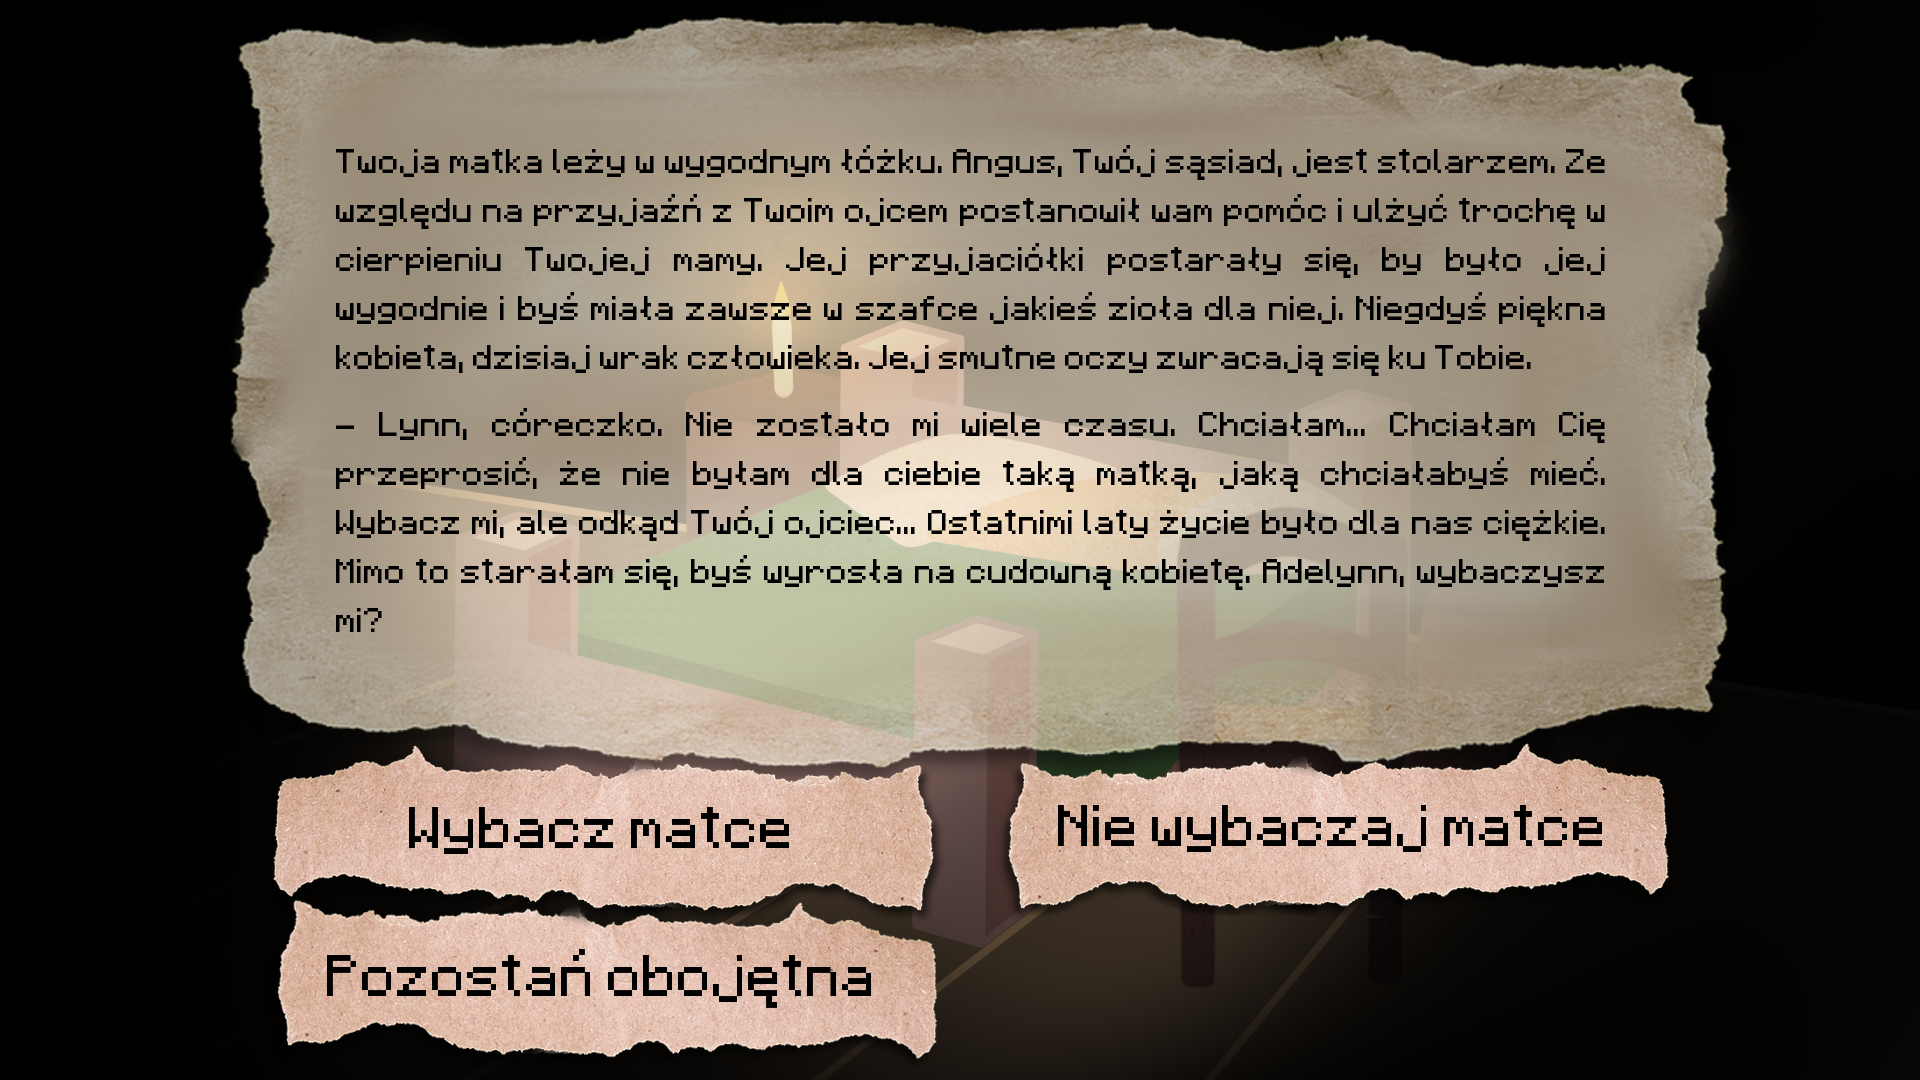 Twoja matka leży w wygodnym łóżku. Angus, Twój sąsiad, jest stolarzem. Ze
względu na przyjaźń z Twoim ojcem postanowił wam pomóc i ulżyć trochę w
cierpieniu Twojej mamy. Jej przyjaciółki postarały się, by było jej
wygodnie i byś miała zawsze w szafce jakieś zioła dla niej. Niegdyś piękna
kobieta, dzisiaj wrak człowieka. Jej smutne oczy zwracają się ku Tobie.
– Lynn, córeczko. Nie zostało mi wiele czasu. Chciałam... Chciałam Cię
przeprosić, że nie byłam dla ciebie taką matką, jaką chciałabyś mieć.
Wybacz mi, ale odkąd Twój ojciec... Ostatnimi laty życie było dla nas ciężkie.
Mimo to starałam się, byś wyrosła na cudowną kobietę. Adelynn, wybaczysz
mi?
Wybacz matce
Nie wybaczaj matce
Pozostań obojętna